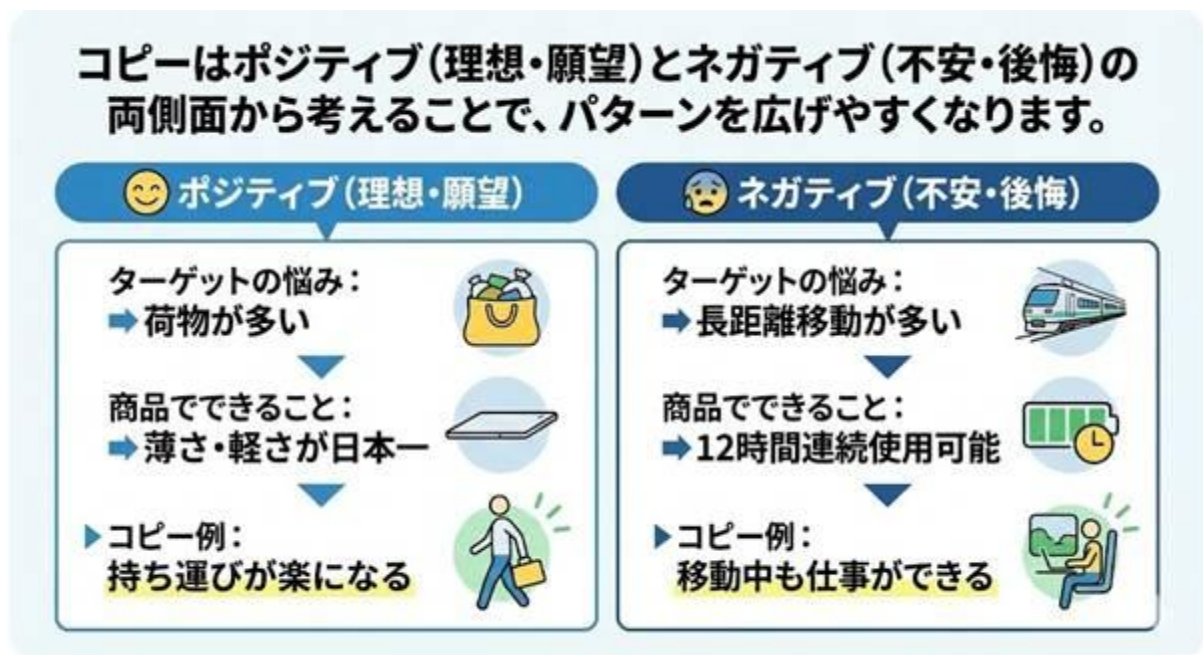 コピーはポジティブ(理想・願望)とネガティブ(不安・後悔)の
両側面から考えることで、パターンを広げやすくなります。
ポジティブ(理想・願望)
ターゲットの悩み:
➡荷物が多い
商品でできること:
➡薄さ・軽さが日本一
▶コピー例:
持ち運びが楽になる
ネガティブ(不安・後悔)
ターゲットの悩み:
➡長距離移動が多い
商品でできること:
➡12時間連続使用可能
▶コピー例:
移動中も仕事ができる